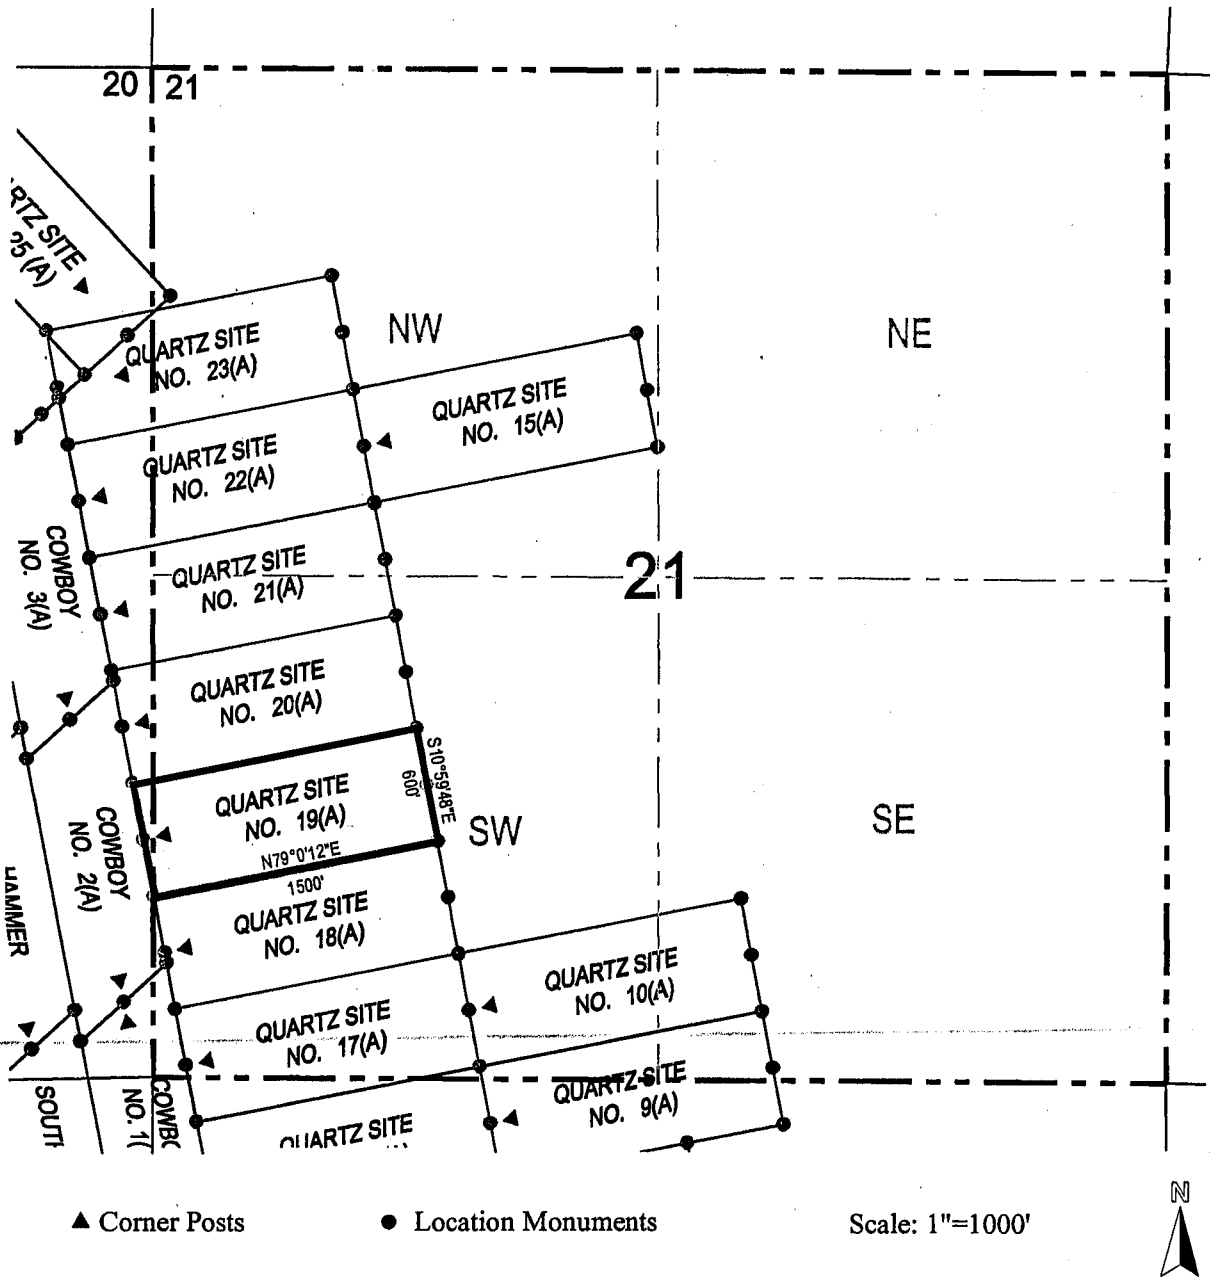 20 21
RTZ SITE
25(A)
QUARTZ SITE
NO. 23(A)
NW
NE
QUARTZ SITE
NO. 15(A)
QUARTZ SITE
NO. 22(A)
COWBOY
NO. 3(A)
QUARTZ SITE
NO. 21(A)
21
QUARTZ SITE
NO. 20(A)
S10°59'48"E
600'
QUARTZ SITE
NO. 19(A)
N79°0'12"E
1500'
COWBOY
NO. 2(A)
SW
SE
HAMMER
QUARTZ SITE
NO. 18(A)
QUARTZ SITE
NO. 10(A)
QUARTZ SITE
NO. 17(A)
QUARTZ SITE
NO. 9(A)
SOUTH
NO. 1(
QUARTZ SITE
N
Corner Posts
Location Monuments
Scale: 1"=1000'